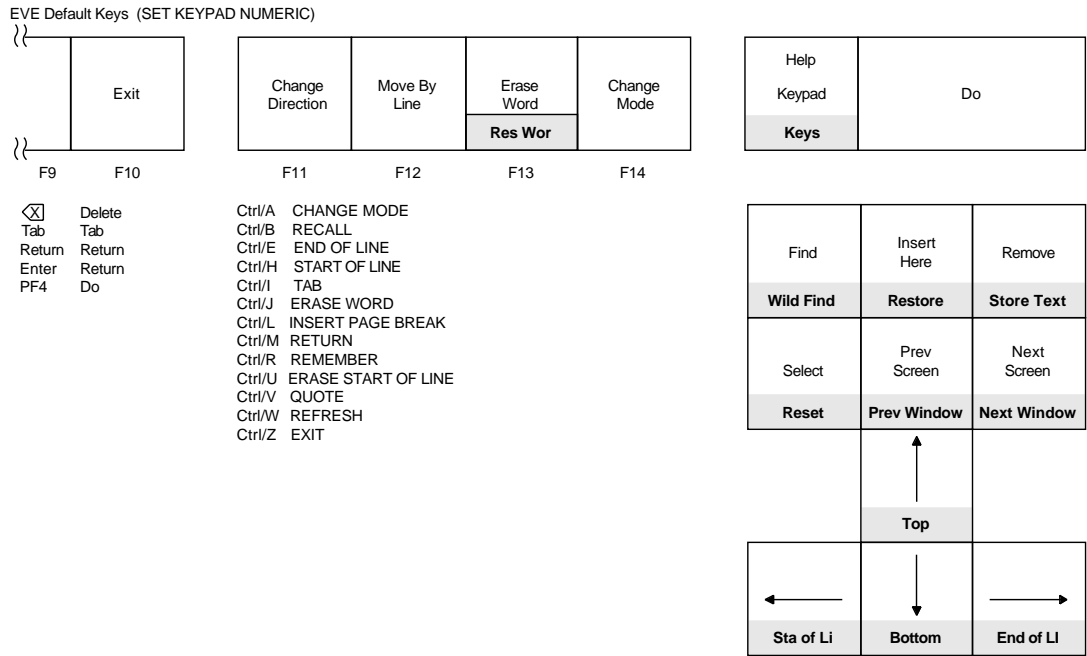 EVE Default Keys (SET KEYPAD NUMERIC)
Exit
Change
Direction
Move By
Line
Erase
Word
Res Wor
Change
Mode
Help
Keypad
Keys
Do
F9
F10
F11
F12
F13
F14
X Delete
Tab Tab
Return Return
Enter Return
PF4 Do
Ctrl/A CHANGE MODE
Ctrl/B RECALL
Ctrl/E END OF LINE
Ctrl/H START OF LINE
Ctrl/I TAB
Ctrl/J ERASE WORD
Ctrl/L INSERT PAGE BREAK
Ctrl/M RETURN
Ctrl/R REMEMBER
Ctrl/U ERASE START OF LINE
Ctrl/V QUOTE
Ctrl/W REFRESH
Ctrl/Z EXIT
Find
Wild Find
Insert
Here
Restore
Remove
Store Text
Select
Reset
Prev
Screen
Prev Window
Next
Screen
Next Window
Top
Sta of Li
Bottom
End of LI